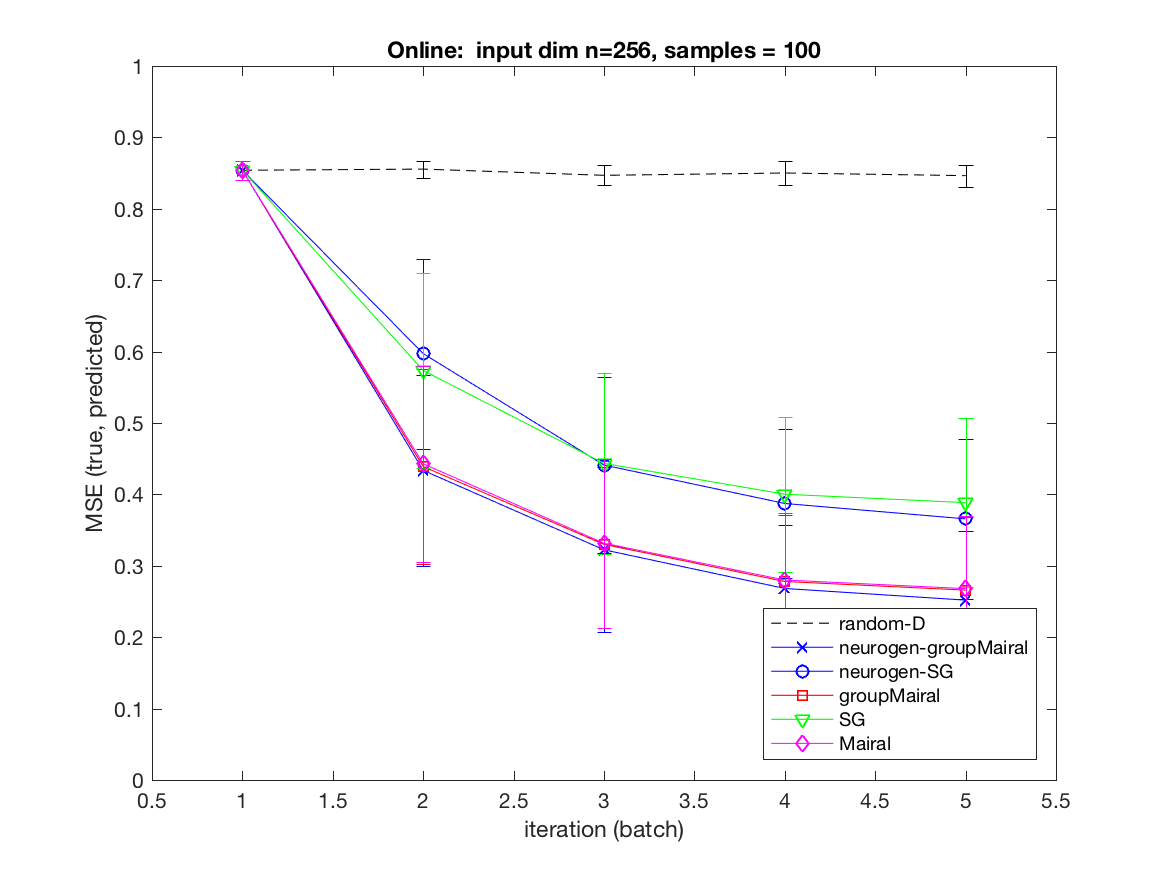 Online:  input dim n=256, samples = 100
1
0.9
0.8
0.7
0.6
0.5
0.4
0.3
0.2
0.1
0
MSE (true, predicted)
random-D
neurogen-groupMairal
neurogen-SG
groupMairal
SG
Mairal
0.5 1 1.5 2 2.5 3 3.5 4 4.5 5 5.5
iteration (batch)